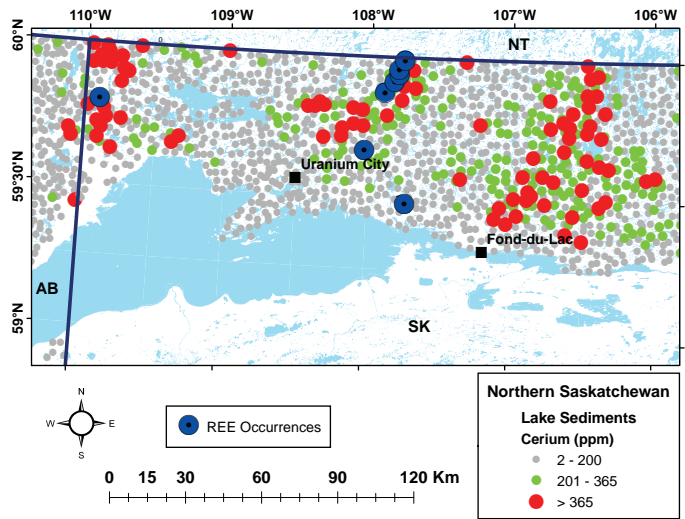 110°W 109°W 108°W 107°W 106°W
60°N
NT
0
Uranium City
59°30'N
Fond-du-Lac
AB
59°N
SK
N
W E
S
REE Occurrences
0 15 30 60 90 120 Km
Northern Saskatchewan
Lake Sediments
Cerium (ppm)
2 - 200
201 - 365
> 365